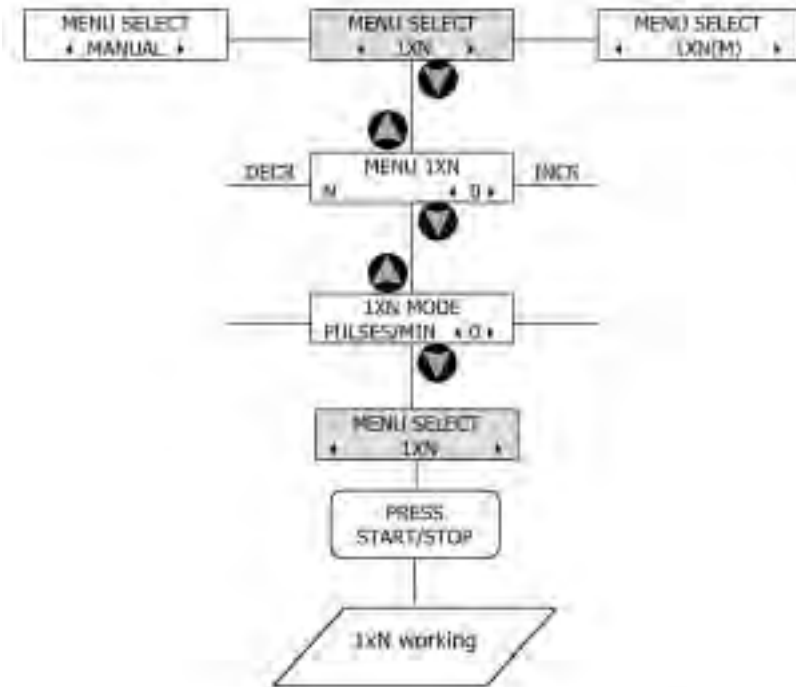 MENU SELECT
MANUAL
MENU SELECT
1XN
MENU SELECT
1XN(M)
DECR
MENU 1XN
N 0
INCR
1XN MODE
PULSES/MIN 0
MENU SELECT
1XN
PRESS
START/STOP
1xN working